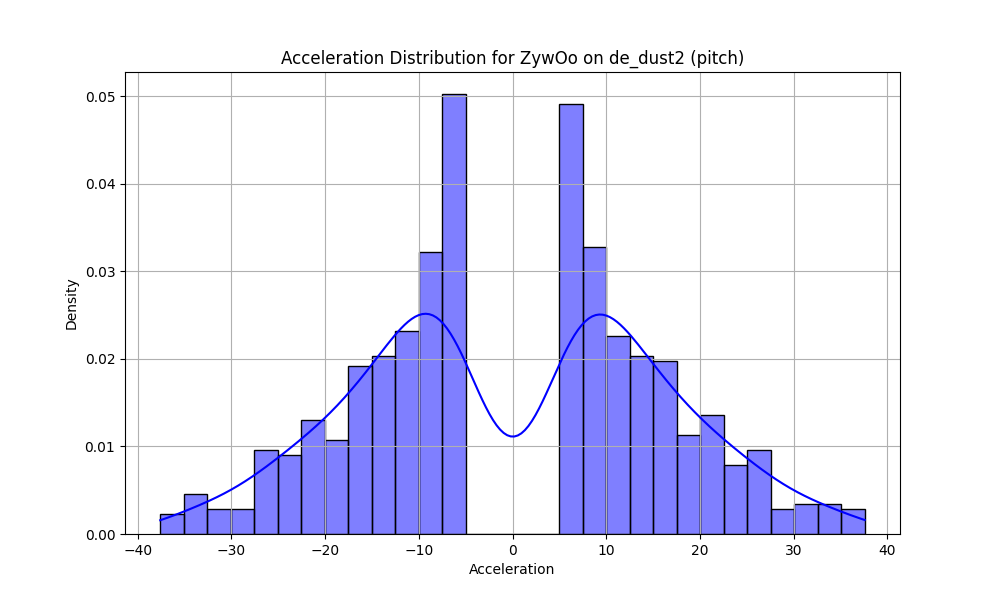 Acceleration Distribution for ZywOo on de_dust2 (pitch)
0.05
0.04
0.03
0.02
0.01
0.00
Density
−40 −30 −20 −10 0 10 20 30 40
Acceleration